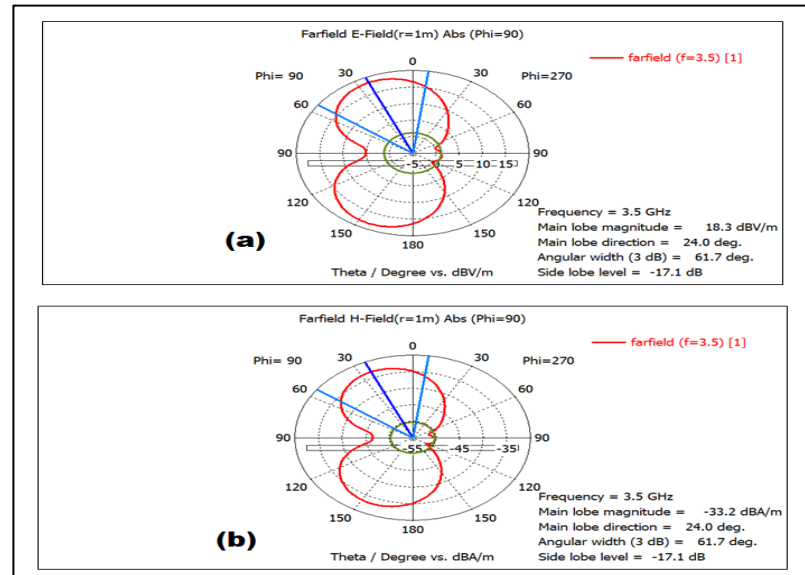 Farfield E-Field(r=1m) Abs (Phi=90)
farfield (f=3.5) [1]
0
30 30
Phi= 90 Phi=270
60 60
90 -5 0 5 10 15 90
120 120
150 150
180
(a)
Frequency = 3.5 GHz
Main lobe magnitude = 18.3 dBV/m
Main lobe direction = 24.0 deg.
Angular width (3 dB) = 61.7 deg.
Side lobe level = -17.1 dB
Theta / Degree vs. dBV/m
Farfield H-Field(r=1m) Abs (Phi=90)
farfield (f=3.5) [1]
0
30 30
Phi= 90 Phi=270
60 60
90 -55 -45 -35 90
120 120
150 150
180
(b)
Frequency = 3.5 GHz
Main lobe magnitude = -33.2 dBA/m
Main lobe direction = 24.0 deg.
Angular width (3 dB) = 61.7 deg.
Side lobe level = -17.1 dB
Theta / Degree vs. dBA/m